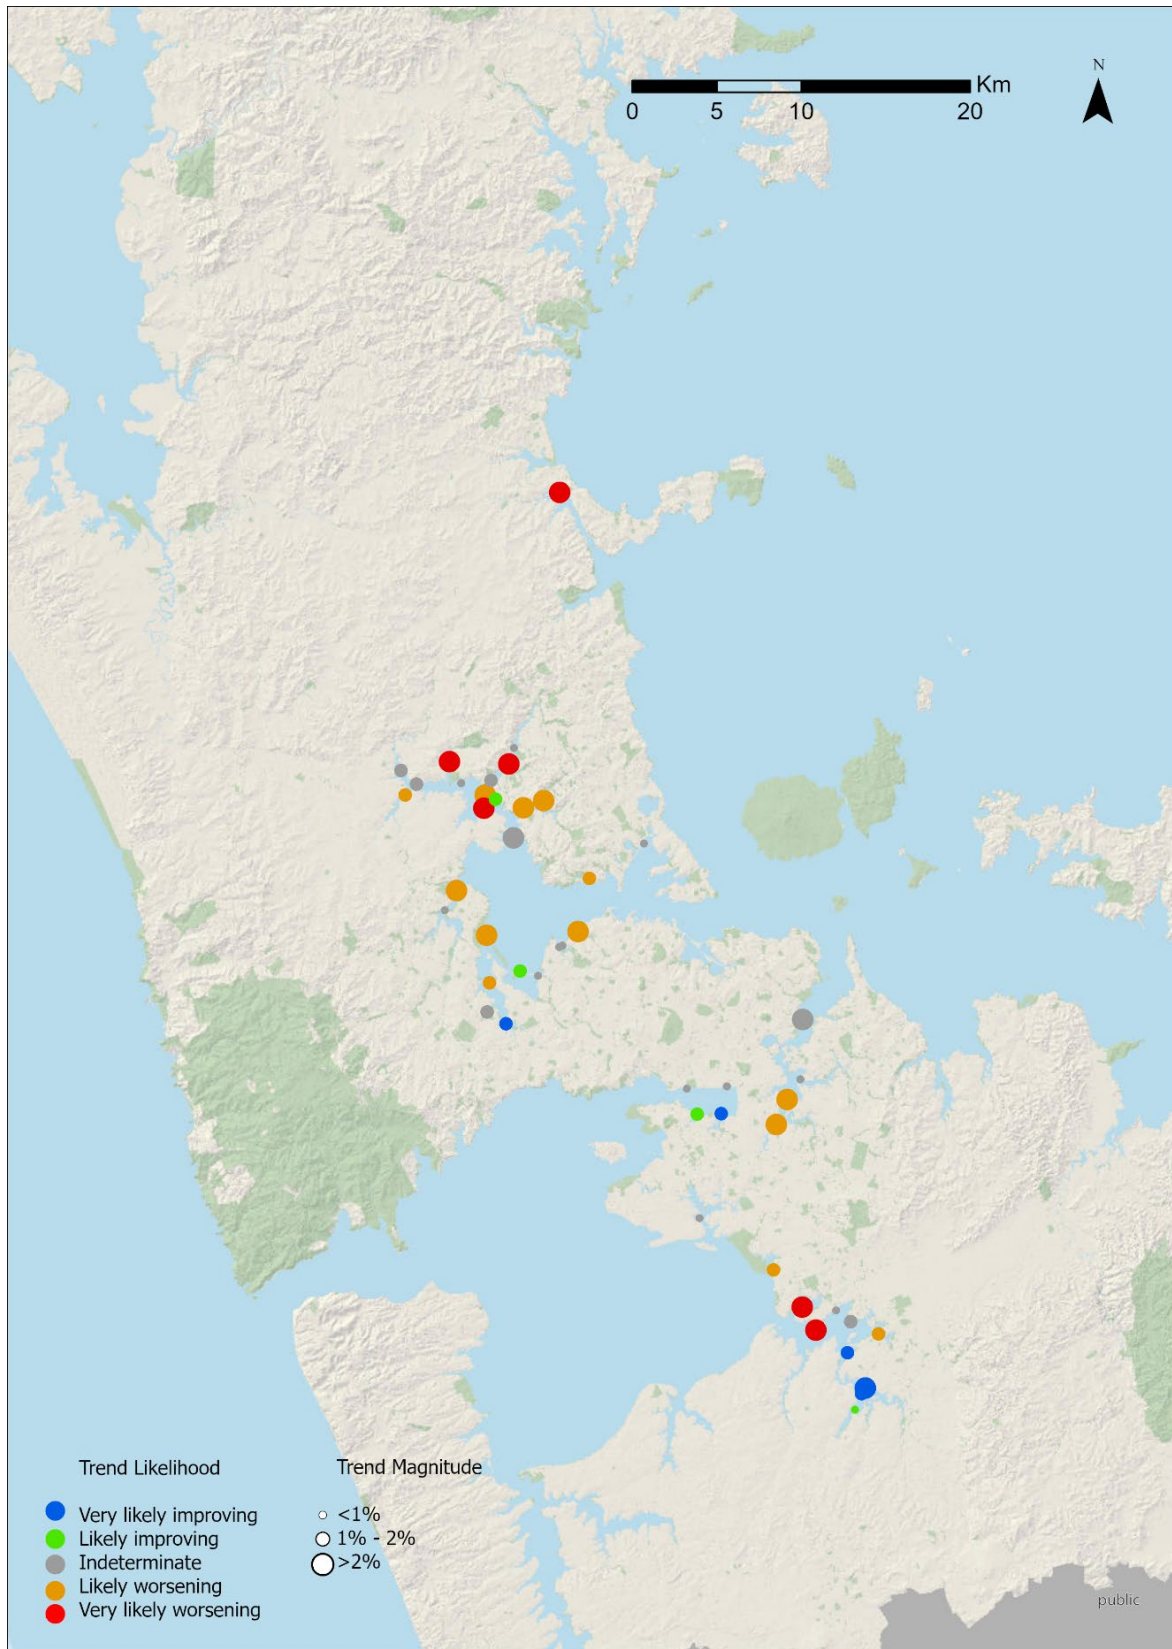 N
Km
0 5 10 20
Trend Likelihood
Very likely improving
Likely improving
Indeterminate
Likely worsening
Very likely worsening
Trend Magnitude
<1%
1% - 2%
>2%
public